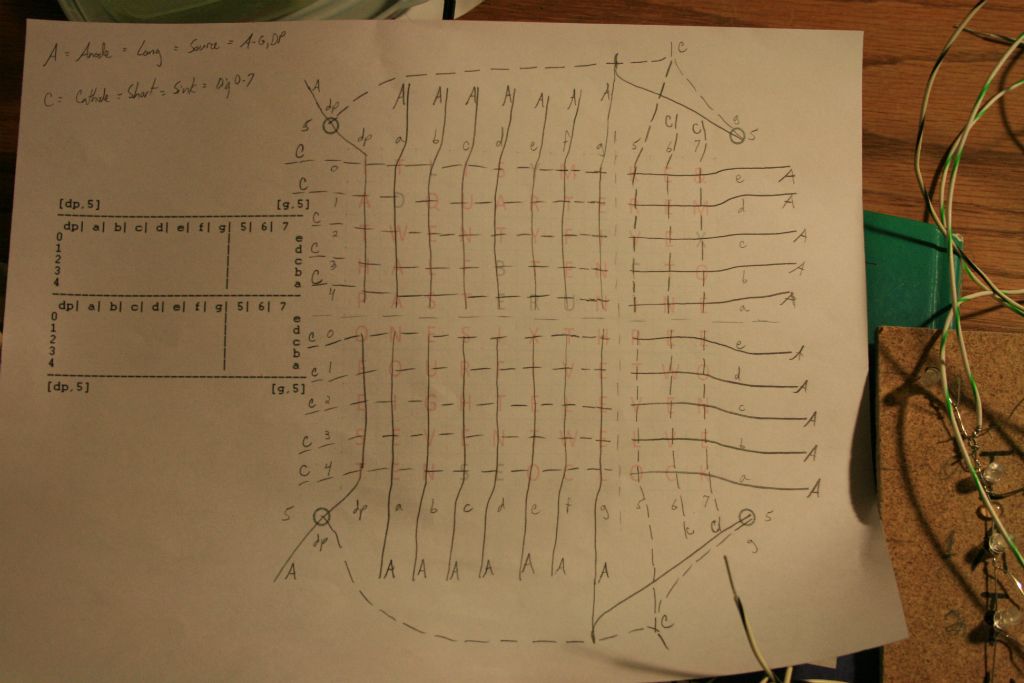 A = Anode = Long = Source = A-G, DP
C = Cathode = Short = Sink = Dig 0-7
[dp,5] [g,5]
dp| a| b| c| d| e| f| g| 5| 6| 7
0 e
1 d
2 c
3 b
4 a
dp| a| b| c| d| e| f| g| 5| 6| 7
0 e
1 d
2 c
3 b
4 a
[dp,5] [g,5]
A A A A A A A A C
5 dp g 5
dp a b c d e f g 5 6 7
C C
C 0 e A
C 1 A Q U A R T E d A
C 2 T W E N T Y F I V E X c A
C 3 H A L F B T E N b A
C 4 P A S T E R U N I N E a A
C 0 O N E S I X T H R E E e A
C 1 F O U R F I V E T W O d A
C 2 E I G H T E L E V E N c A
C 3 S E V E N T W E L V E b A
C 4 T E N S E O C L O C K a A
5 dp a b c d e f g 5 6 7 5
dp g
A A A A A A A A C